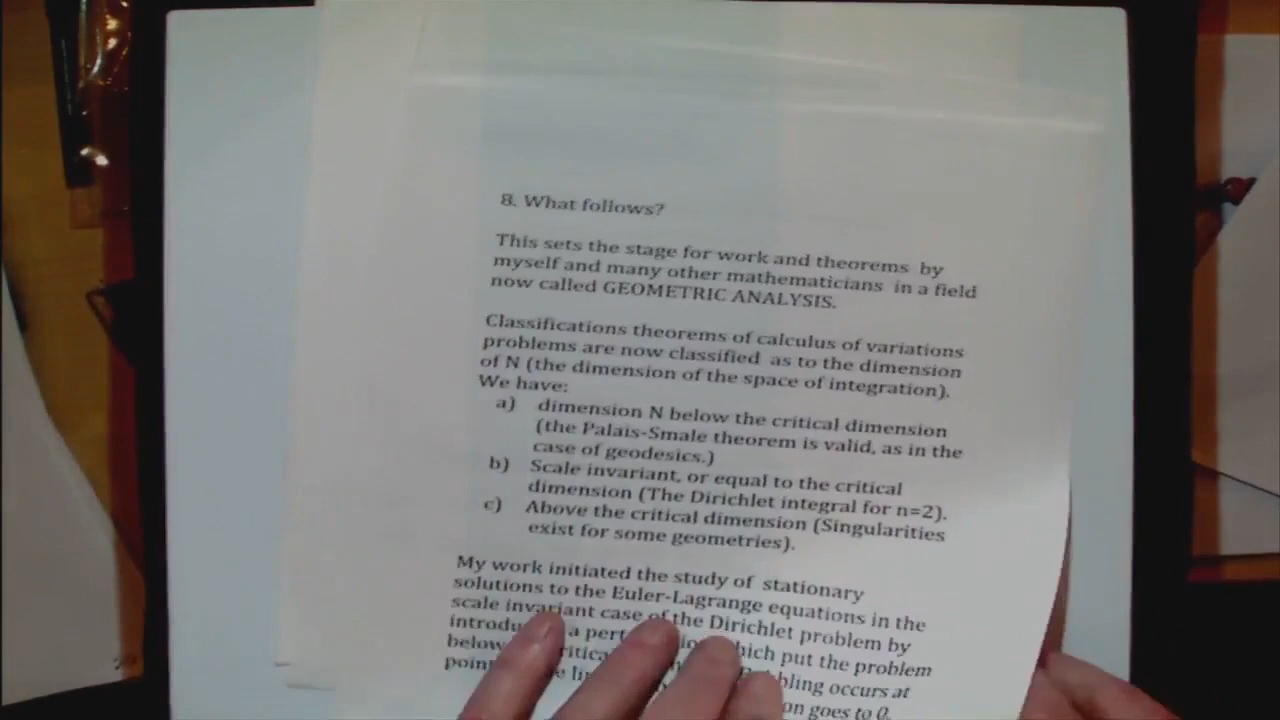 8. What follows?
This sets the stage for work and theorems by
myself and many other mathematicians in a field
now called GEOMETRIC ANALYSIS.
Classifications theorems of calculus of variations
problems are now classified as to the dimension
of N (the dimension of the space of integration).
We have:
a) dimension N below the critical dimension
(the Palais-Smale theorem is valid, as in the
case of geodesics.)
b) Scale invariant, or equal to the critical
dimension (The Dirichlet integral for n=2).
c) Above the critical dimension (Singularities
exist for some geometries).
My work initiated the study of stationary
solutions to the Euler-Lagrange equations in the
scale invariant case of the Dirichlet problem by
a which put the problem
below occurs at
goes to 0.